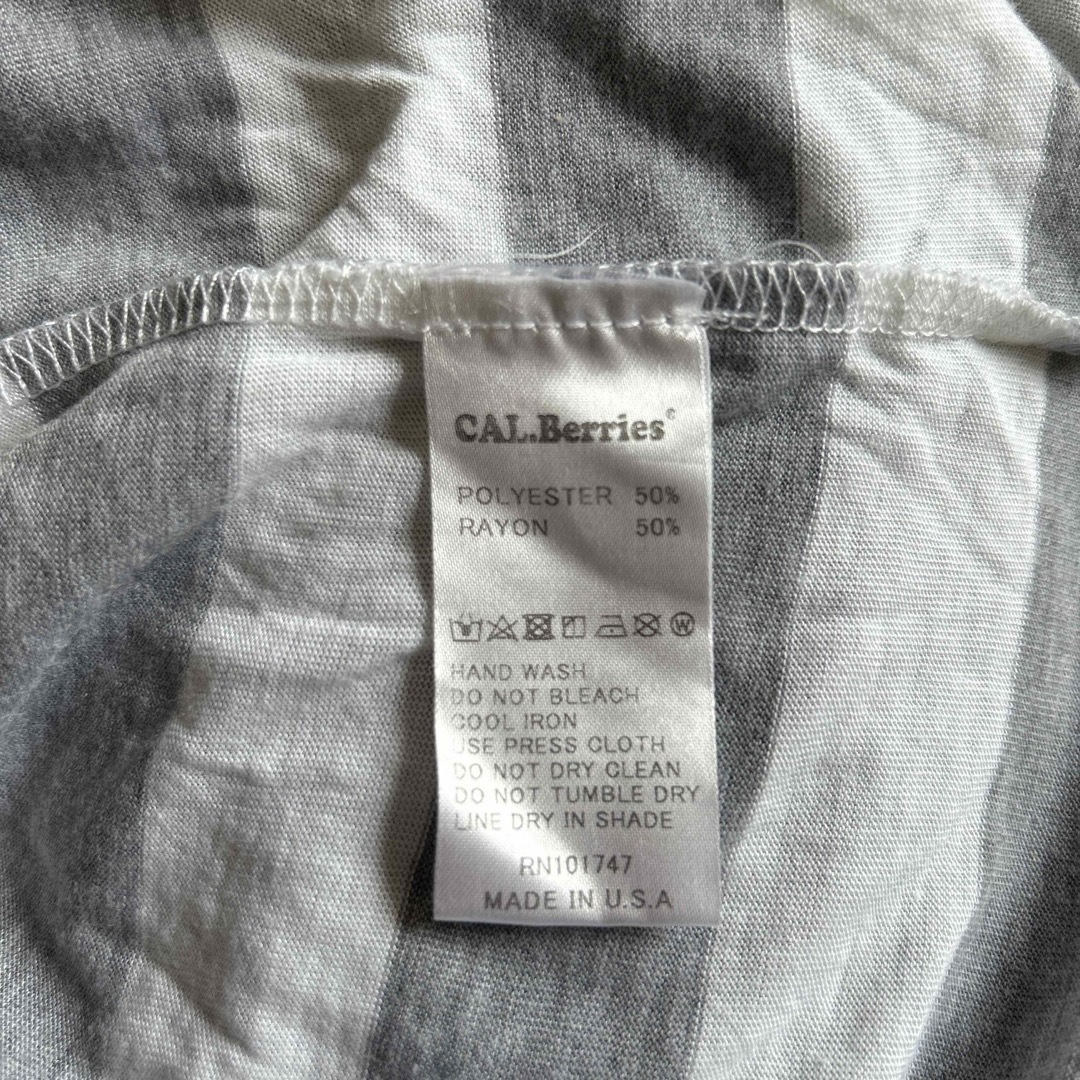 CAL.Berries®
POLYESTER 50%
RAYON 50%
HAND WASH
DO NOT BLEACH
COOL IRON
USE PRESS CLOTH
DO NOT DRY CLEAN
DO NOT TUMBLE DRY
LINE DRY IN SHADE
RN101747
MADE IN U.S.A